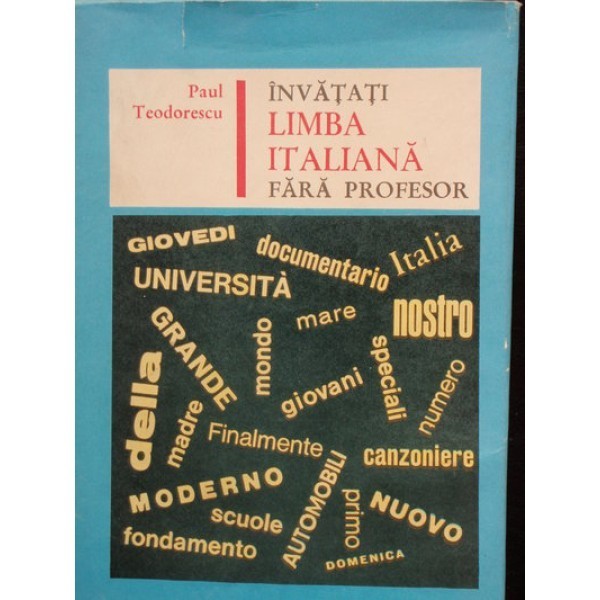 Paul
Teodorescu
ÎNVĂȚAȚI
LIMBA
ITALIANĂ
FĂRĂ PROFESOR
GIOVEDI
documentario
Italia
UNIVERSITÀ
nostro
mare
GRANDE
mondo
speciali
numero
giovani
della
madre
Finalmente
canzoniere
MODERNO
AUTOMOBILI
primo
NUOVO
scuole
fondamento
DOMENICA